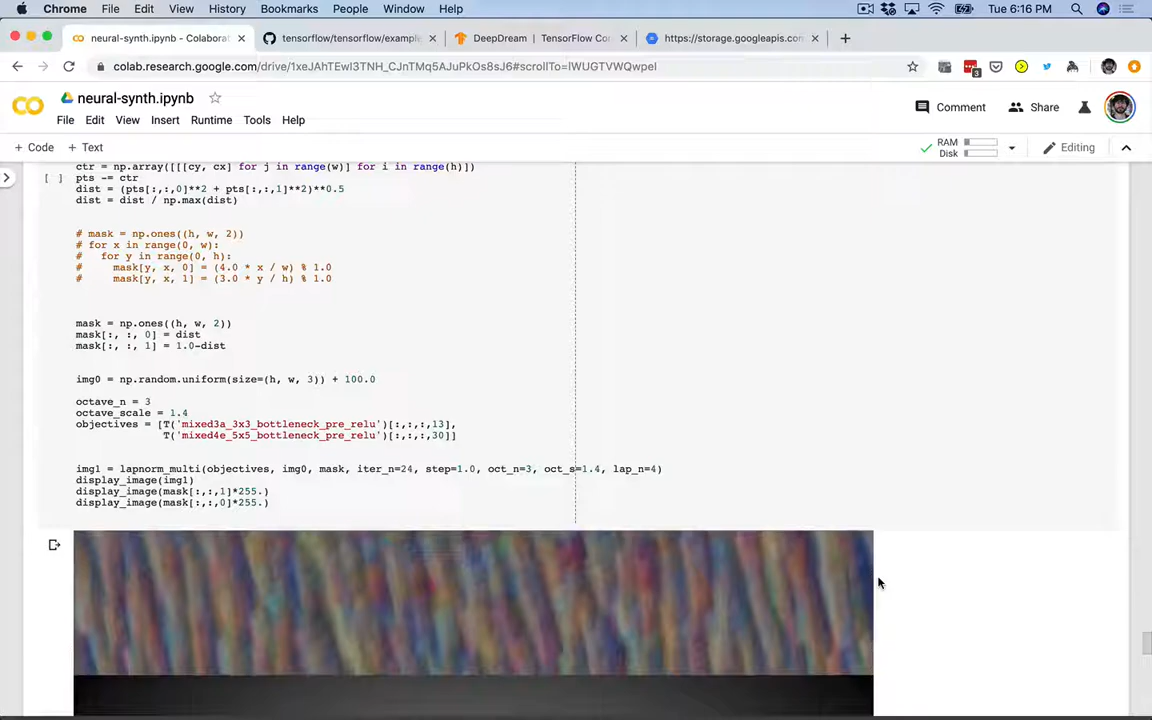 Chrome File Edit View History Bookmarks People Window Help Tue 6:16 PM
neural-synth.ipynb - Colaborat tensorflow/tensorflow/example DeepDream | TensorFlow Cor https://storage.googleapis.com
colab.research.google.com/drive/1xeJAhTEwI3TNH_CJnTMq5AJuPkOs8sJ6#scrollTo=lWUGTVWQwpeI
3
neural-synth.ipynb Comment Share
File Edit View Insert Runtime Tools Help
+ Code + Text RAM Disk Editing
ctr = np.array([[[cy, cx] for j in range(w)] for i in range(h)])
[ ] pts -= ctr
dist = (pts[:,:,0]**2 + pts[:,:,1]**2)**0.5
dist = dist / np.max(dist)
# mask = np.ones((h, w, 2))
# for x in range(0, w):
#   for y in range(0, h):
#     mask[y, x, 0] = (4.0 * x / w) % 1.0
#     mask[y, x, 1] = (3.0 * y / h) % 1.0
mask = np.ones((h, w, 2))
mask[:, :, 0] = dist
mask[:, :, 1] = 1.0-dist
img0 = np.random.uniform(size=(h, w, 3)) + 100.0
octave_n = 3
octave_scale = 1.4
objectives = [T('mixed3a_3x3_bottleneck_pre_relu')[:,:,:,13],
T('mixed4e_5x5_bottleneck_pre_relu')[:,:,:,30]]
img1 = lapnorm_multi(objectives, img0, mask, iter_n=24, step=1.0, oct_n=3, oct_s=1.4, lap_n=4)
display_image(img1)
display_image(mask[:,:,1]*255.)
display_image(mask[:,:,0]*255.)